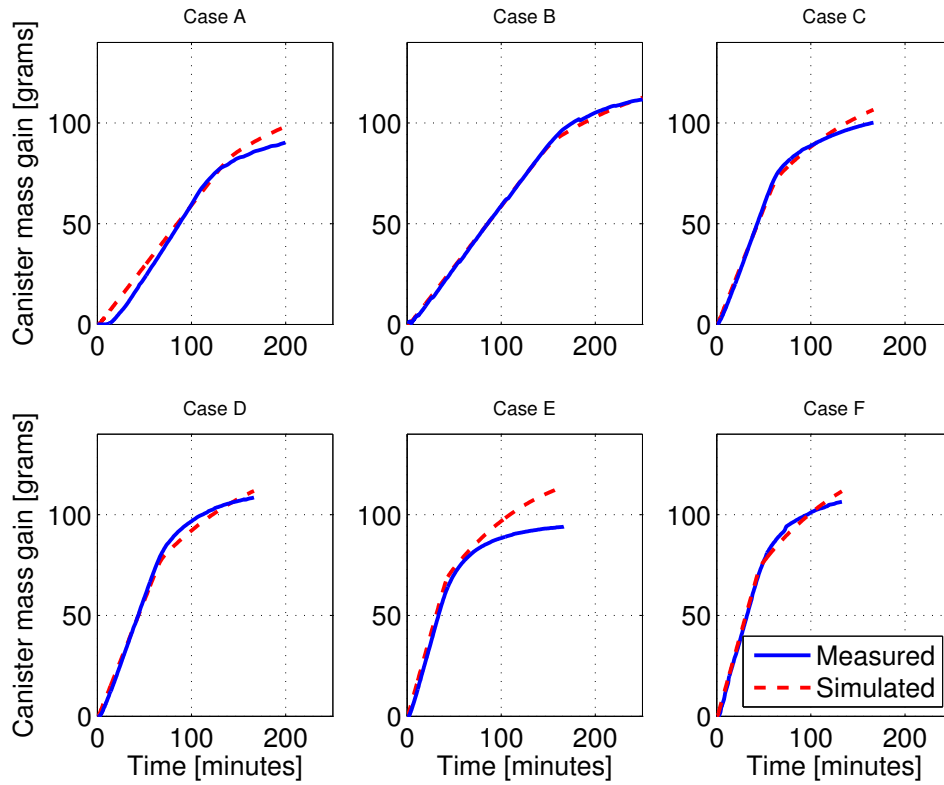 Case A
Case B
Case C
Canister mass gain [grams]
100
50
0
0 100 200
0 100 200
0 100 200
Case D
Case E
Case F
Canister mass gain [grams]
100
50
0
0 100 200
0 100 200
0 100 200
Time [minutes]
Time [minutes]
Time [minutes]
Measured
Simulated